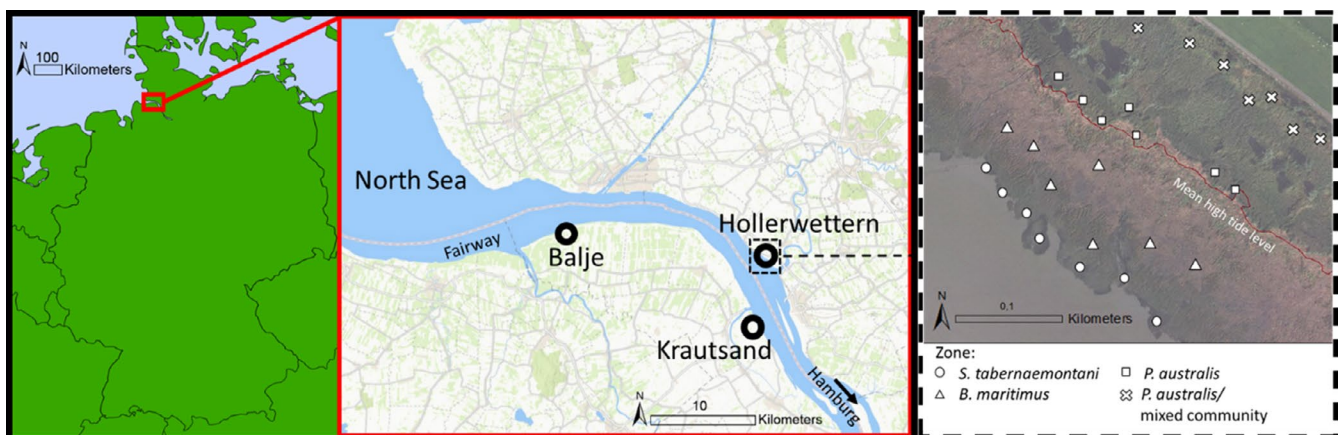 N
100
Kilometers
North Sea
Fairway
Balje
Hollerwettern
Krautsand
Hamburg
N
10
Kilometers
Mean high tide level
N
0,1
Kilometers
Zone:
S. tabernaemontani
P. australis
B. maritimus
P. australis/
mixed community